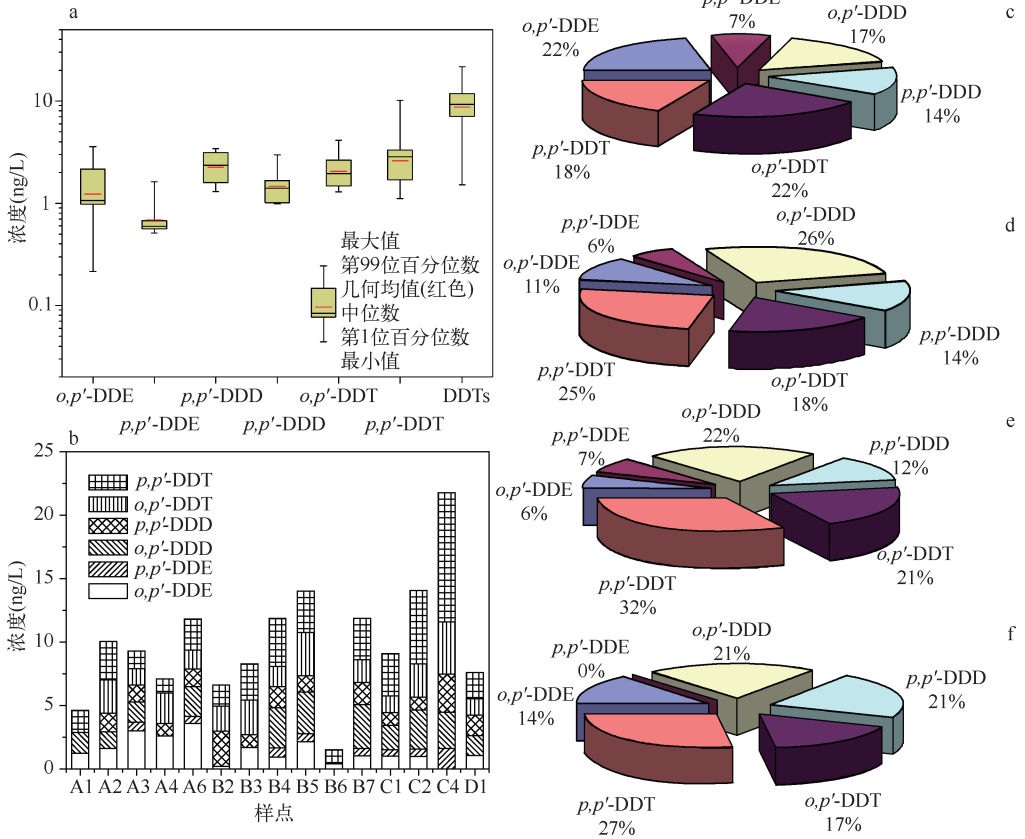 a
10
1
0.1
浓度(ng/L)
最大值
第99位百分位数
几何均值(红色)
中位数
第1位百分位数
最小值
o,p′-DDE
p,p′-DDD
o,p′-DDT
DDTs
p,p′-DDE
p,p′-DDD
p,p′-DDT
b
25
20
15
10
5
0
浓度(ng/L)
p,p′-DDT
o,p′-DDT
p,p′-DDD
o,p′-DDD
p,p′-DDE
o,p′-DDE
A1 A2 A3 A4 A6 B2 B3 B4 B5 B6 B7 C1 C2 C4 D1
样点
c
p,p′-DDE
7%
o,p′-DDD
17%
o,p′-DDE
22%
p,p′-DDD
14%
p,p′-DDT
18%
o,p′-DDT
22%
d
o,p′-DDD
26%
p,p′-DDE
6%
o,p′-DDE
11%
p,p′-DDD
14%
p,p′-DDT
25%
o,p′-DDT
18%
e
o,p′-DDD
22%
p,p′-DDE
7%
p,p′-DDD
12%
o,p′-DDE
6%
o,p′-DDT
21%
p,p′-DDT
32%
f
o,p′-DDD
21%
p,p′-DDE
0%
p,p′-DDD
21%
o,p′-DDE
14%
p,p′-DDT
27%
o,p′-DDT
17%